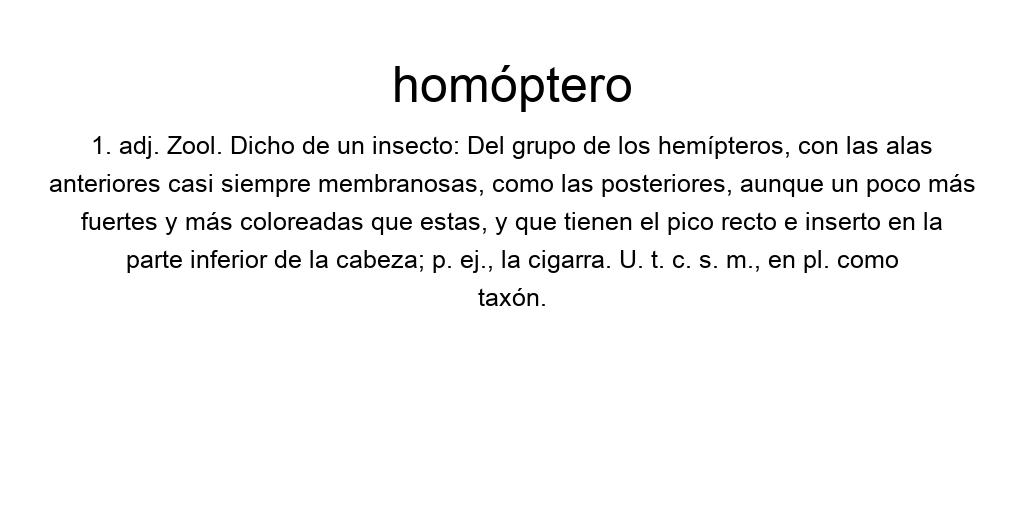 homóptero
1. adj. Zool. Dicho de un insecto: Del grupo de los hemípteros, con las alas
anteriores casi siempre membranosas, como las posteriores, aunque un poco más
fuertes y más coloreadas que estas, y que tienen el pico recto e inserto en la
parte inferior de la cabeza; p. ej., la cigarra. U. t. c. s. m., en pl. como
taxón.